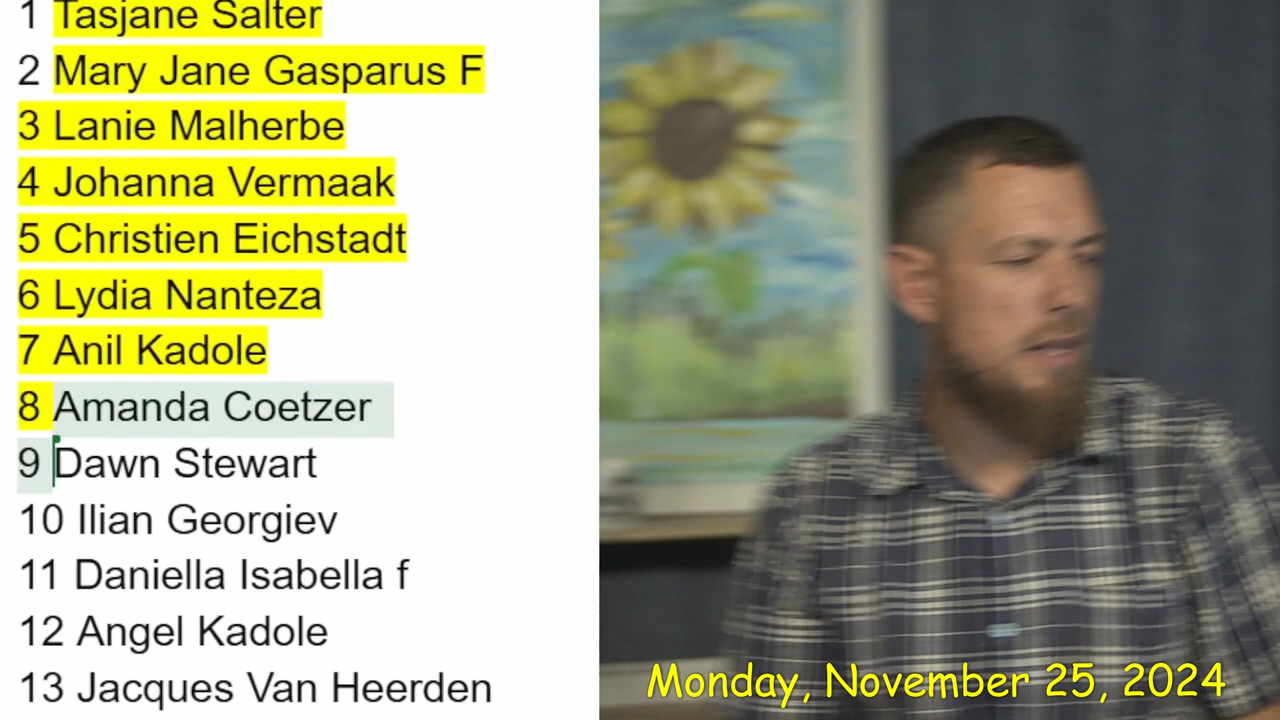 1 Tasjane Salter
2 Mary Jane Gasparus F
3 Lanie Malherbe
4 Johanna Vermaak
5 Christien Eichstadt
6 Lydia Nanteza
7 Anil Kadole
8 Amanda Coetzer
9 Dawn Stewart
10 Ilian Georgiev
11 Daniella Isabella f
12 Angel Kadole
13 Jacques Van Heerden
Monday, November 25, 2024